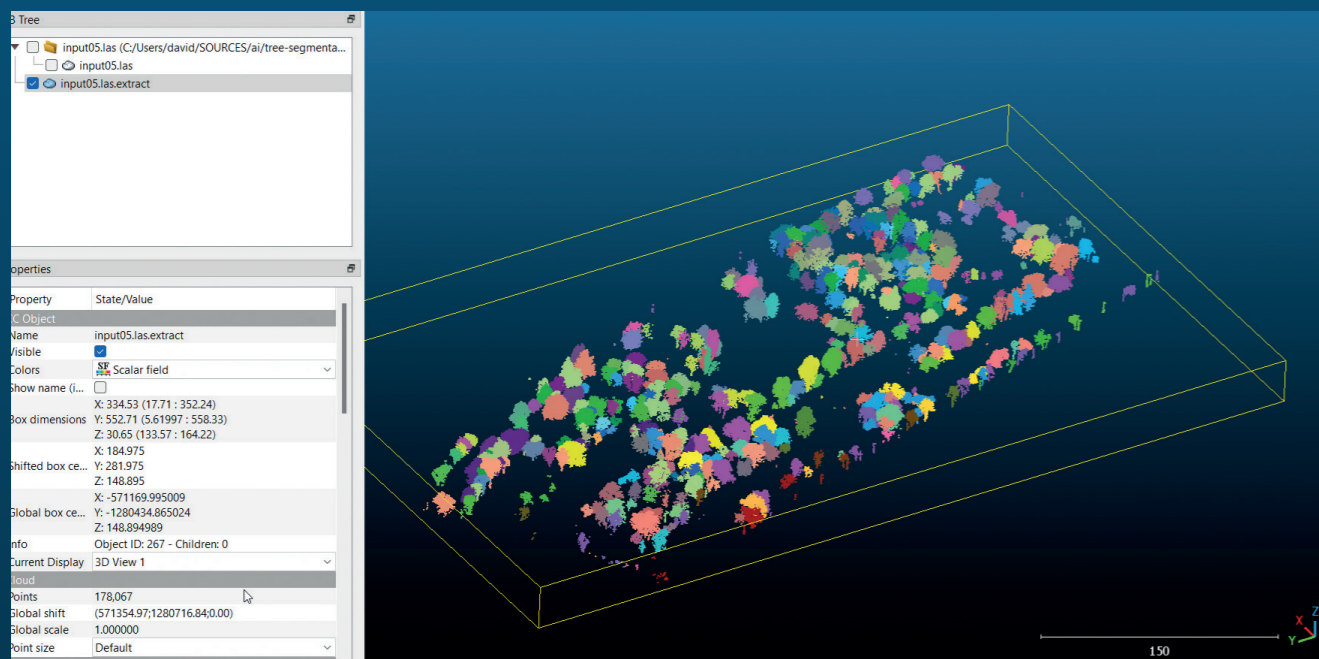 B Tree
input05.las (C:/Users/david/SOURCES/ai/tree-segmenta...
input05.las
input05.las.extract
operties
Property State/Value
CC Object
Name input05.las.extract
Visible
Colors SF Scalar field
Show name (i...
X: 334.53 (17.71 : 352.24)
Box dimensions Y: 552.71 (5.61997 : 558.33)
Z: 30.65 (133.57 : 164.22)
X: 184.975
Shifted box ce... Y: 281.975
Z: 148.895
X: -571169.995009
Global box ce... Y: -1280434.865024
Z: 148.894989
Info Object ID: 267 - Children: 0
Current Display 3D View 1
Cloud
Points 178,067
Global shift (571354.97;1280716.84;0.00)
Global scale 1.000000
Point size Default
150
X
Y
Z